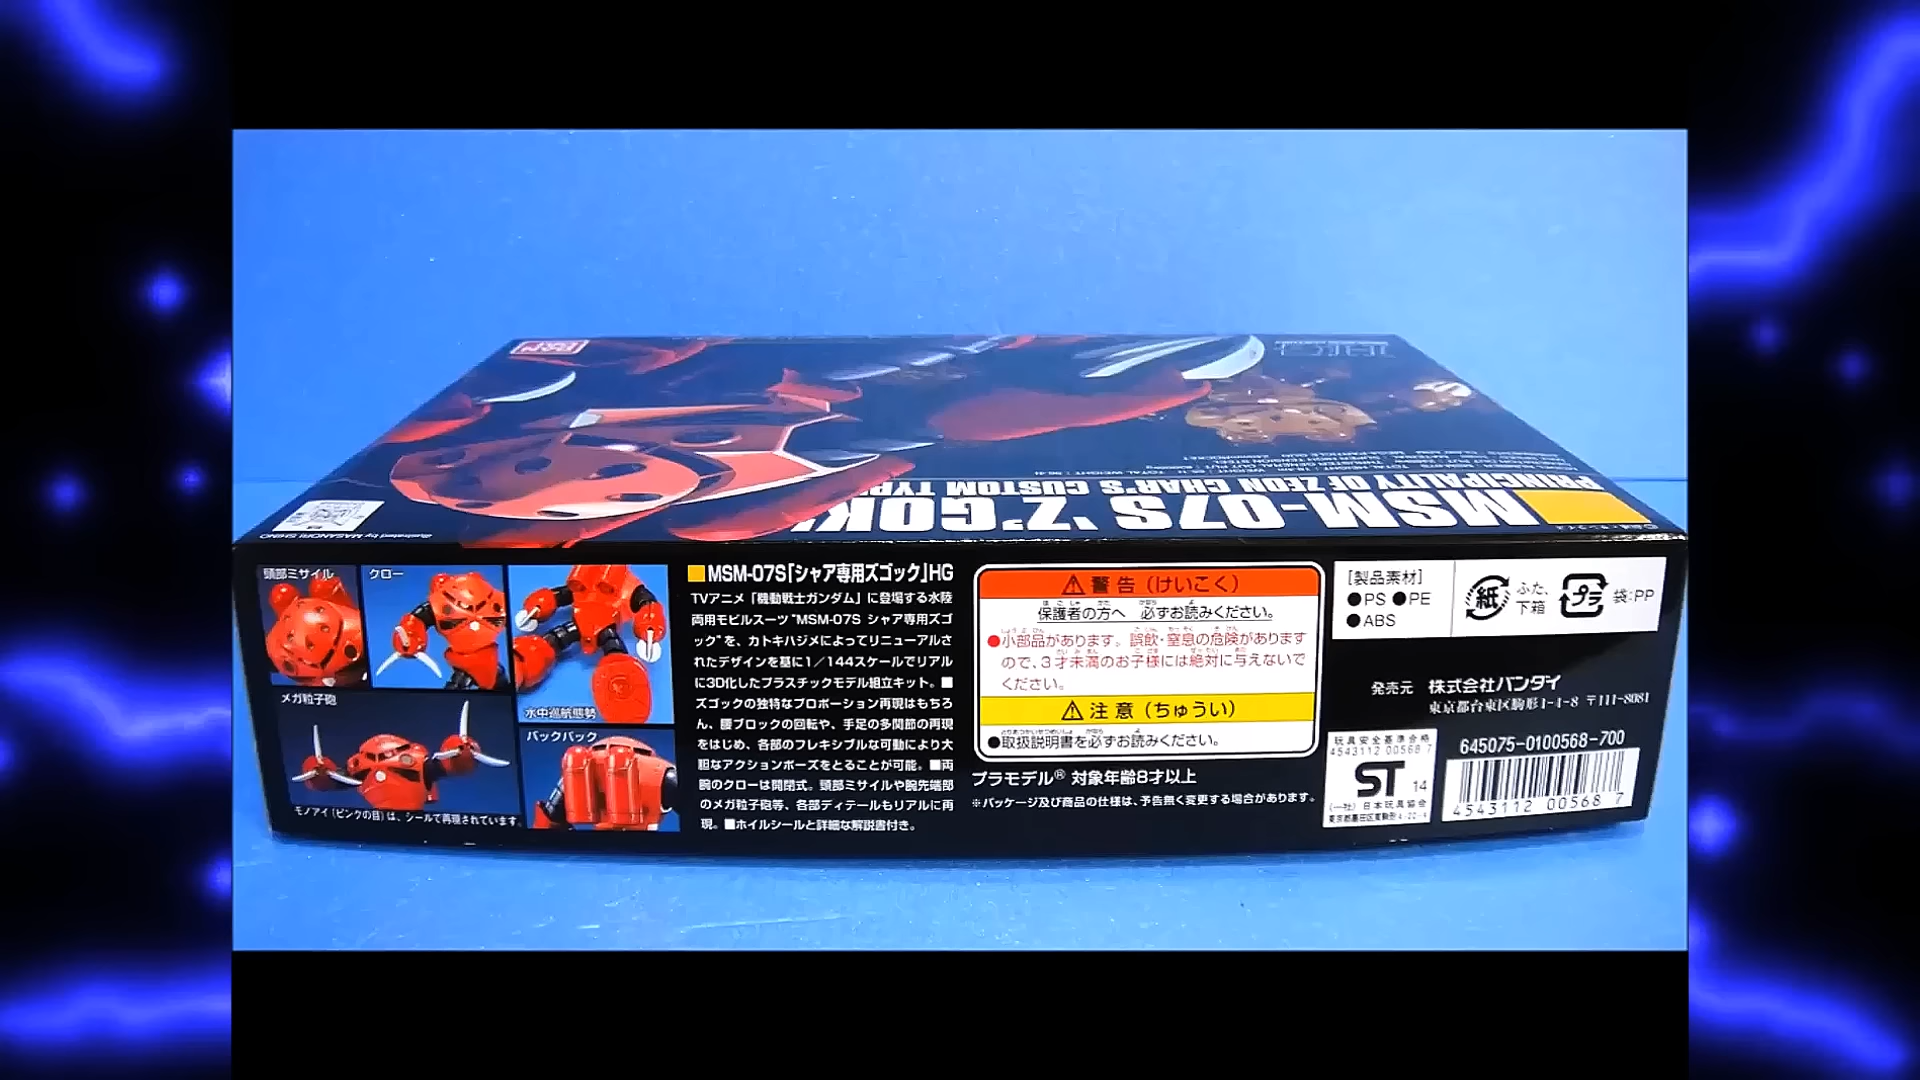 PRINCIPALITY OF ZEON CHAR'S CUSTOM TYPE
MSM-07S 'Z'GOK'
illustrated by MASANORI SHINO
頭部ミサイル
クロー
水中巡航態勢
メガ粒子砲
バックパック
モノアイ(ピンクの目)は、シールで再現されています。
MSM-07S「シャア専用ズゴック」HG
TVアニメ「機動戦士ガンダム」に登場する水陸
両用モビルスーツ"MSM-07S シャア専用ズゴ
ック"を、カトキハジメによってリニューアルさ
れたデザインを基に1/144スケールでリアル
に3D化したプラスチックモデル組立キット。■
ズゴックの独特なプロポーション再現はもちろ
ん、腰ブロックの回転や、手足の多関節の再現
をはじめ、各部のフレキシブルな可動により大
胆なアクションポーズをとることが可能。■両
腕のクローは開閉式。頭部ミサイルや腕先端部
のメガ粒子砲等、各部ディテールもリアルに再
現。■ホイルシールと詳細な解説書付き。
警告(けいこく)
保護者の方へ 必ずお読みください。
●小部品があります。誤飲・窒息の危険があります
ので、3才未満のお子様には絶対に与えないで
ください。
注意(ちゅうい)
●取扱説明書を必ずお読みください。
プラモデル® 対象年齢8才以上
※パッケージ及び商品の仕様は、予告無く変更する場合があります。
[製品素材]
●PS ●PE
●ABS
紙 ふた、下箱
プラ 袋:PP
発売元 株式会社バンダイ
東京都台東区駒形1-4-8 〒111-8081
玩具安全基準合格
4543112 00568 7
ST 14
(一社)日本玩具協会
645075-0100568-700
4543112 00568 7